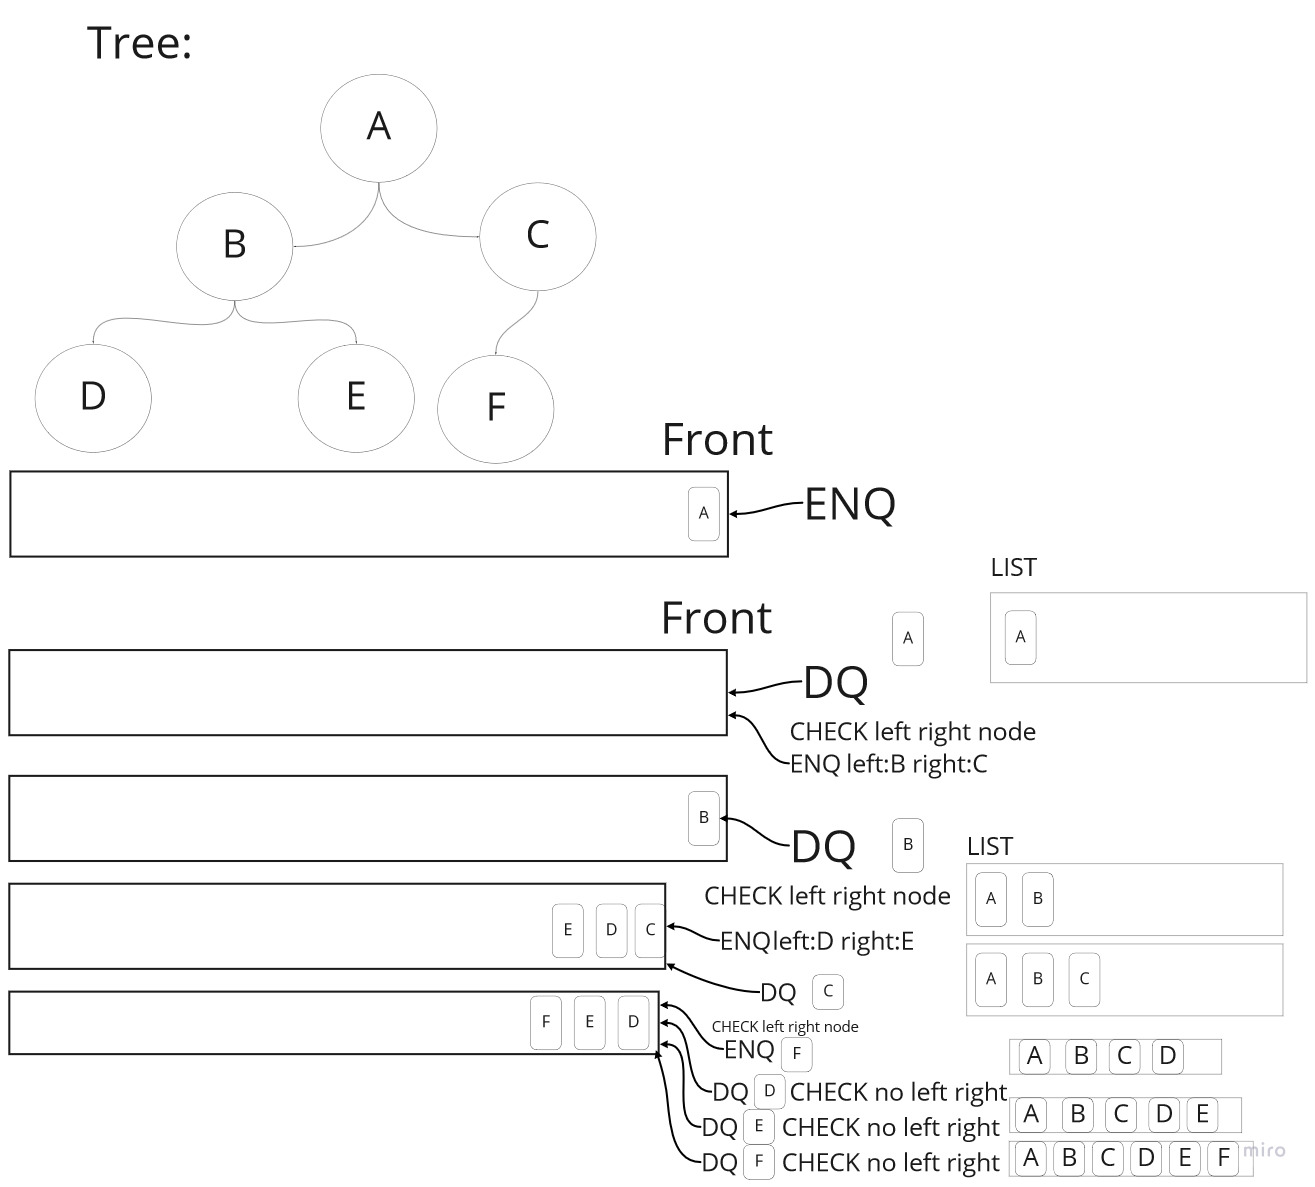 Tree:
A
B
C
D
E
F
Front
A
ENQ
LIST
Front
A
A
DQ
CHECK left right node
ENQ left:B right:C
B
DQ
B
LIST
A B
CHECK left right node
E D C
ENQleft:D right:E
A B C
DQ C
F E D
CHECK left right node
ENQ F
A B C D
DQ D CHECK no left right
A B C D E
DQ E CHECK no left right
A B C D E F
DQ F CHECK no left right
miro